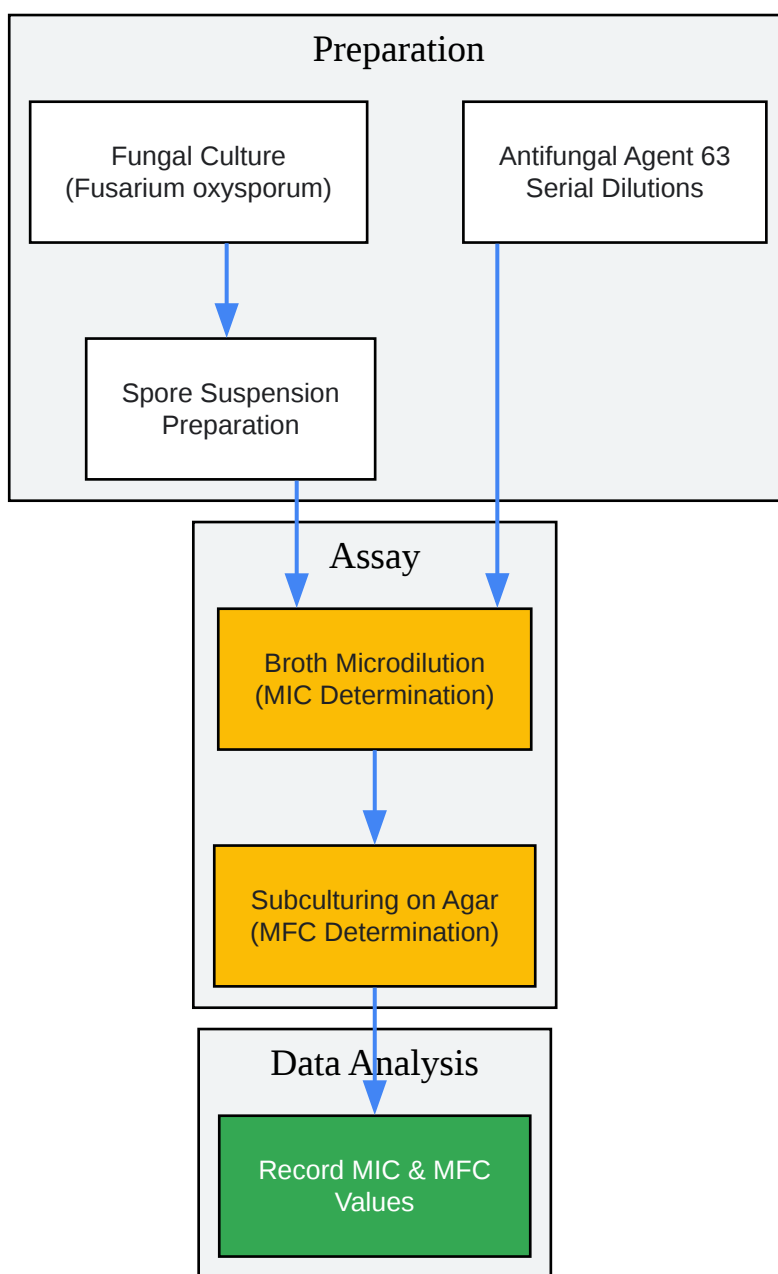 Preparation
Fungal Culture
(Fusarium oxysporum)
Antifungal Agent 63
Serial Dilutions
Spore Suspension
Preparation
Assay
Broth Microdilution
(MIC Determination)
Subculturing on Agar
(MFC Determination)
Data Analysis
Record MIC & MFC
Values